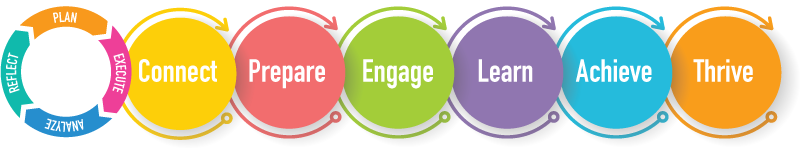 PLAN
EXECUTE
ANALYZE
REFLECT
Connect
Prepare
Engage
Learn
Achieve
Thrive